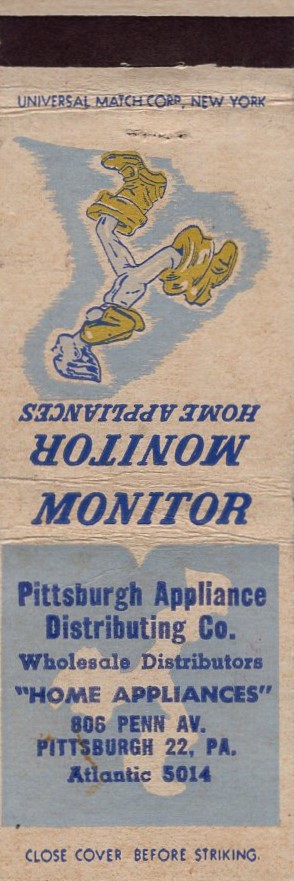 UNIVERSAL MATCH CORP., NEW YORK
HOME APPLIANCES
MONITOR
MONITOR
Pittsburgh Appliance
Distributing Co.
Wholesale Distributors
"HOME APPLIANCES"
806 PENN AV.
PITTSBURGH 22, PA.
Atlantic 5014
CLOSE COVER BEFORE STRIKING.